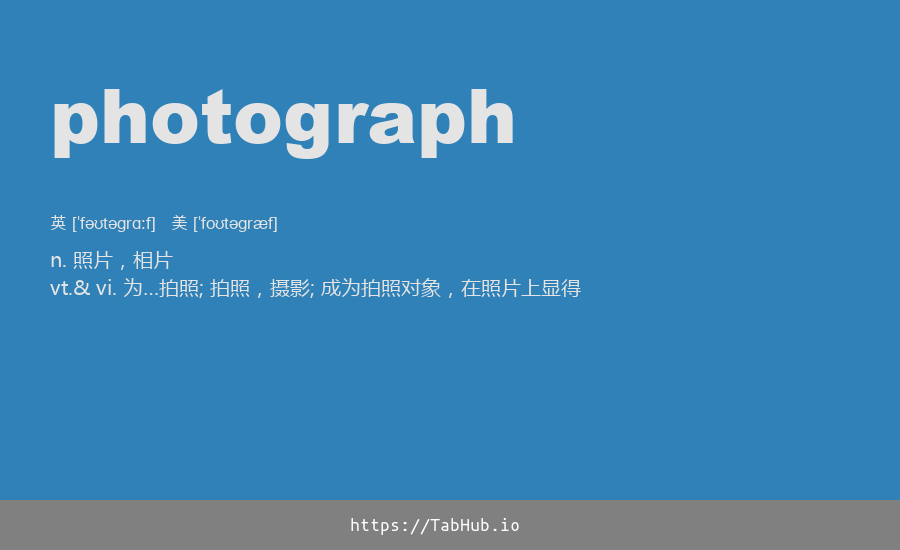 photograph
英 [ˈfəʊtəgrɑːf] 美 [ˈfoʊtəgræf]
n. 照片，相片
vt.& vi. 为…拍照; 拍照，摄影; 成为拍照对象，在照片上显得
https://TabHub.io